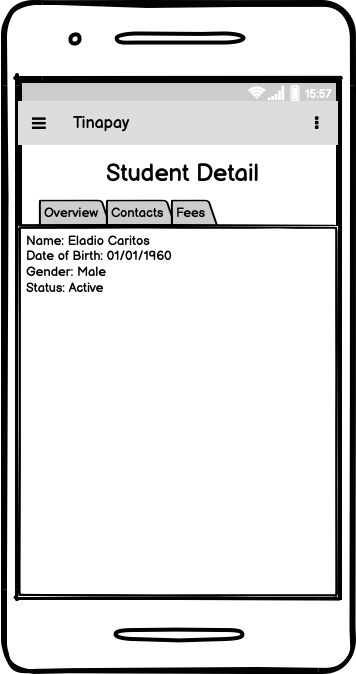 15:57
Tinapay
Student Detail
Overview Contacts Fees
Name: Eladio Caritos
Date of Birth: 01/01/1960
Gender: Male
Status: Active